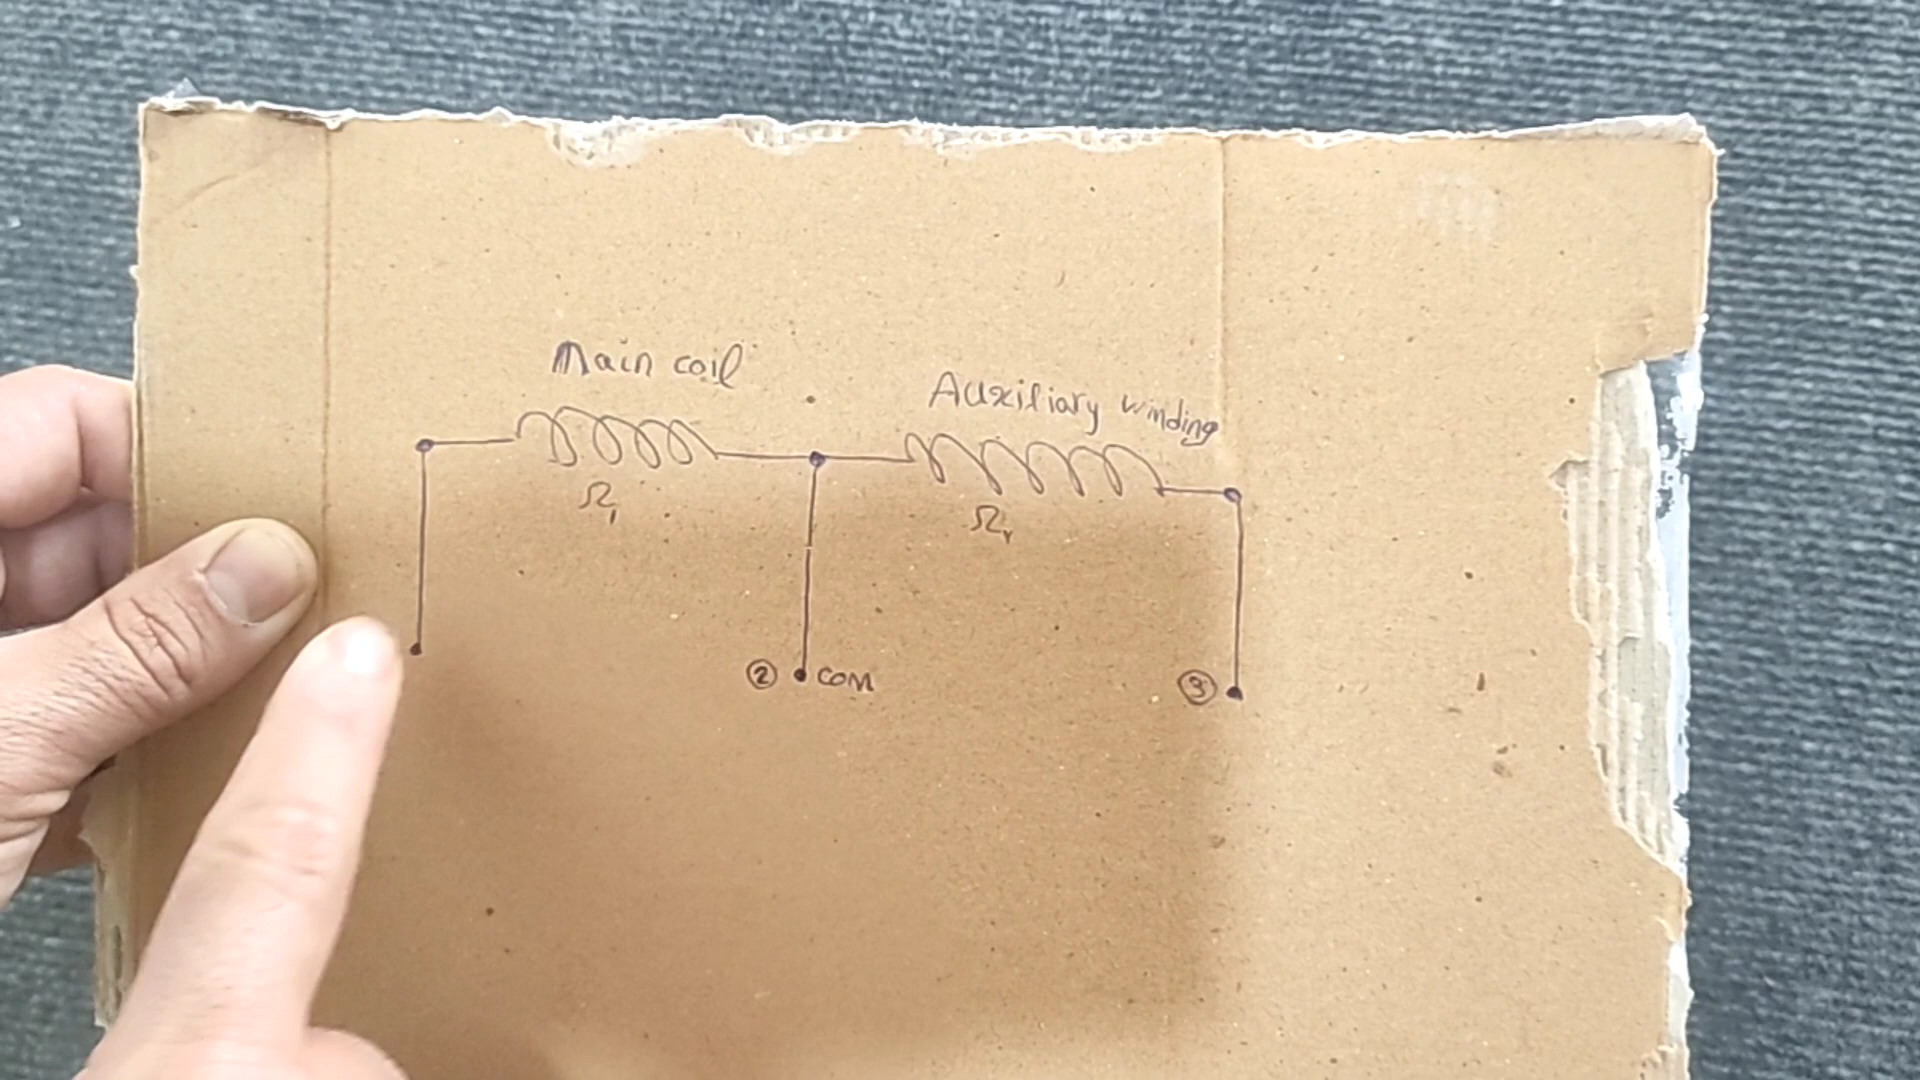 Main coil
Auxiliary winding
Ω₁
Ω₂
② COM
③